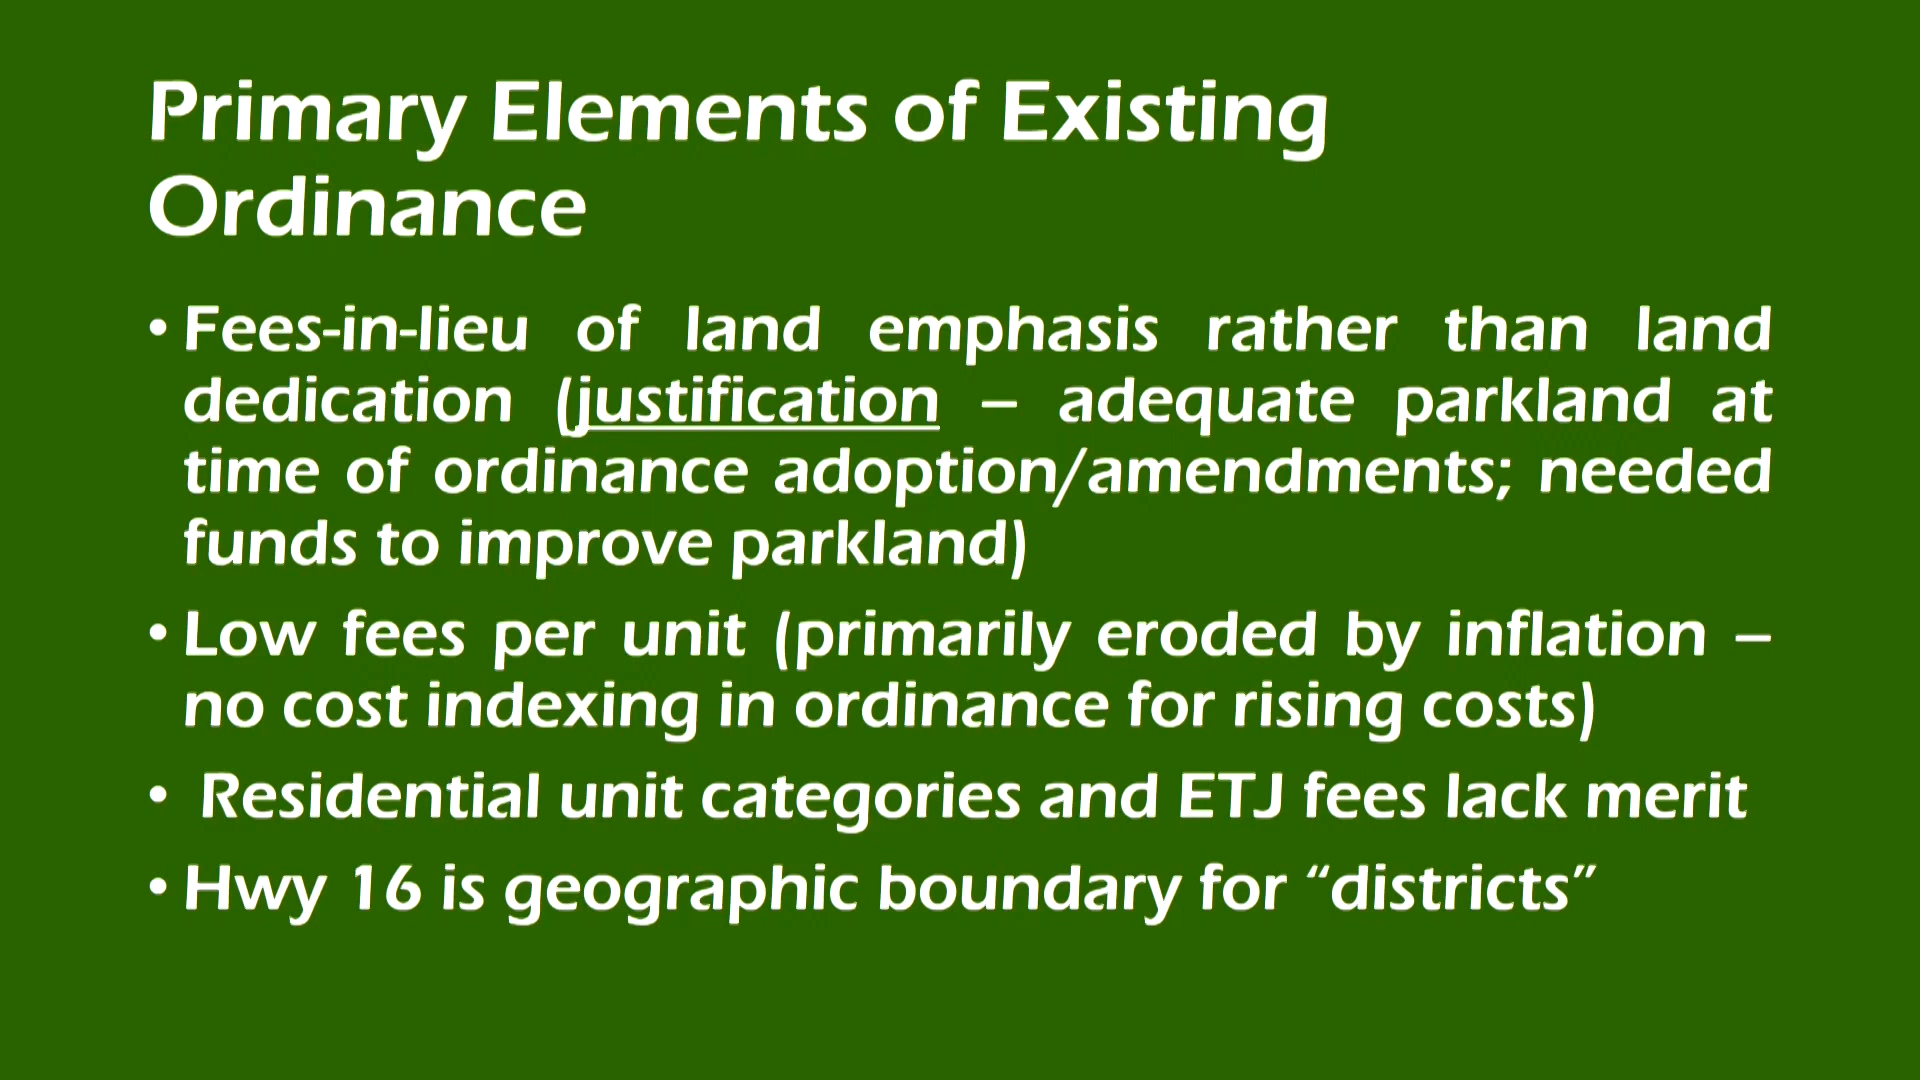 Primary Elements of Existing
Ordinance
• Fees-in-lieu of land emphasis rather than land
dedication (justification – adequate parkland at
time of ordinance adoption/amendments; needed
funds to improve parkland)
• Low fees per unit (primarily eroded by inflation –
no cost indexing in ordinance for rising costs)
• Residential unit categories and ETJ fees lack merit
• Hwy 16 is geographic boundary for “districts”